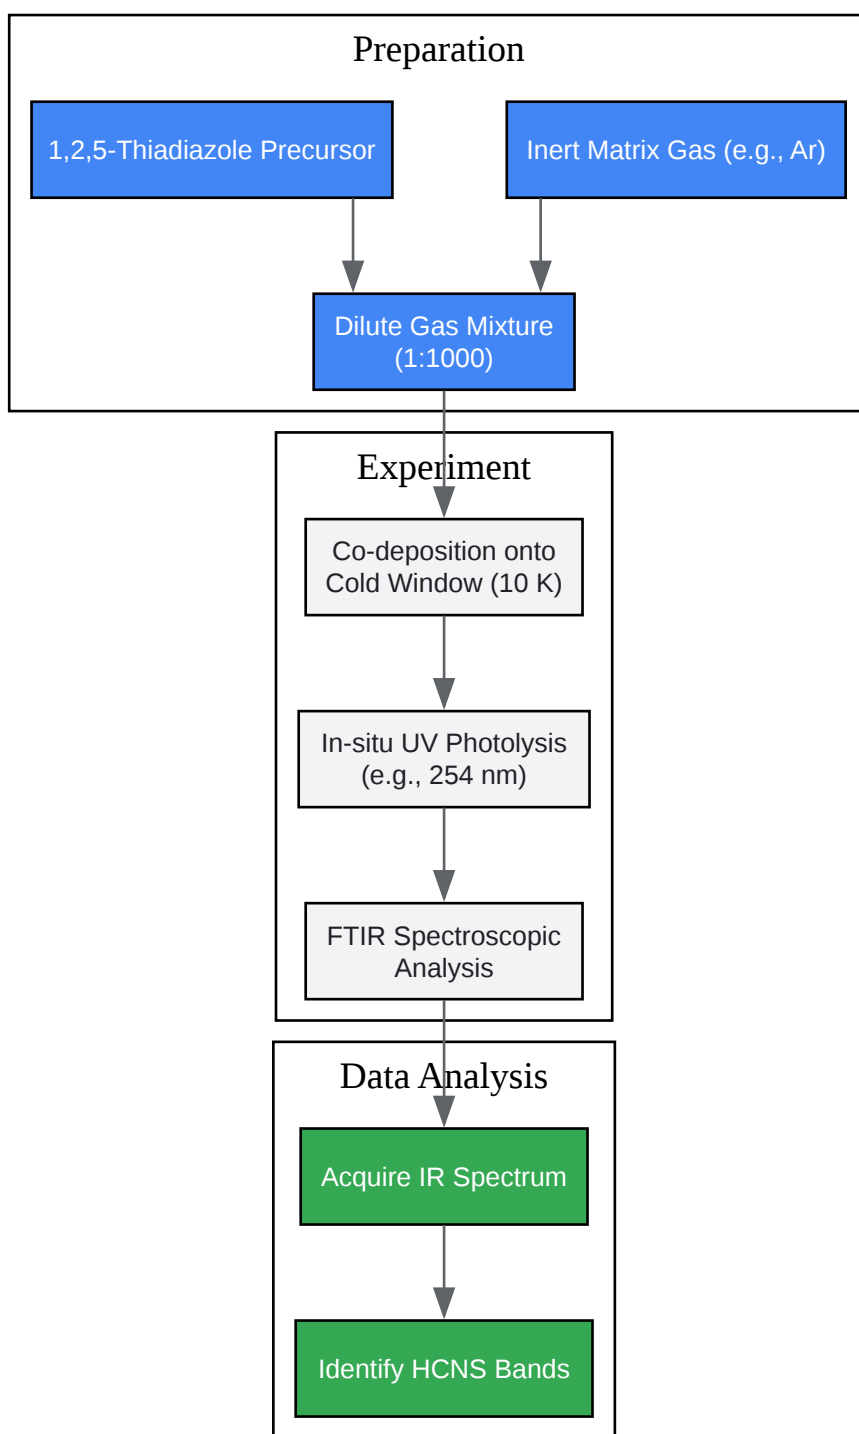 Preparation
1,2,5-Thiadiazole Precursor
Inert Matrix Gas (e.g., Ar)
Dilute Gas Mixture
(1:1000)
Experiment
Co-deposition onto
Cold Window (10 K)
In-situ UV Photolysis
(e.g., 254 nm)
FTIR Spectroscopic
Analysis
Data Analysis
Acquire IR Spectrum
Identify HCNS Bands